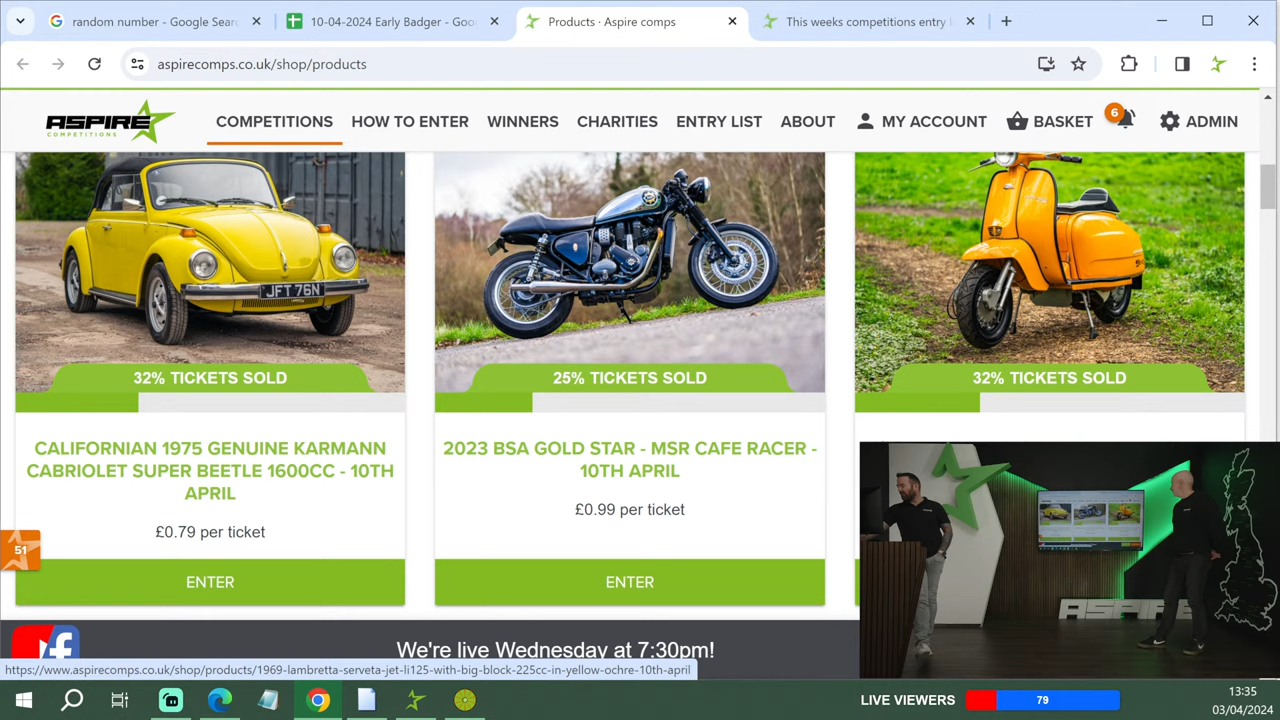 random number - Google Sear
10-04-2024 Early Badger - Goo
Products · Aspire comps
This weeks competitions entry l
aspirecomps.co.uk/shop/products
ASPIRE
COMPETITIONS
COMPETITIONS
HOW TO ENTER
WINNERS
CHARITIES
ENTRY LIST
ABOUT
MY ACCOUNT
BASKET
6
ADMIN
JFT 76N
32% TICKETS SOLD
25% TICKETS SOLD
32% TICKETS SOLD
CALIFORNIAN 1975 GENUINE KARMANN
CABRIOLET SUPER BEETLE 1600CC - 10TH
APRIL
£0.79 per ticket
ENTER
2023 BSA GOLD STAR - MSR CAFE RACER -
10TH APRIL
£0.99 per ticket
ENTER
51
ASPIRE
We're live Wednesday at 7:30pm!
https://www.aspirecomps.co.uk/shop/products/1969-lambretta-serveta-jet-li125-with-big-block-225cc-in-yellow-ochre-10th-april
LIVE VIEWERS
79
13:35
03/04/2024